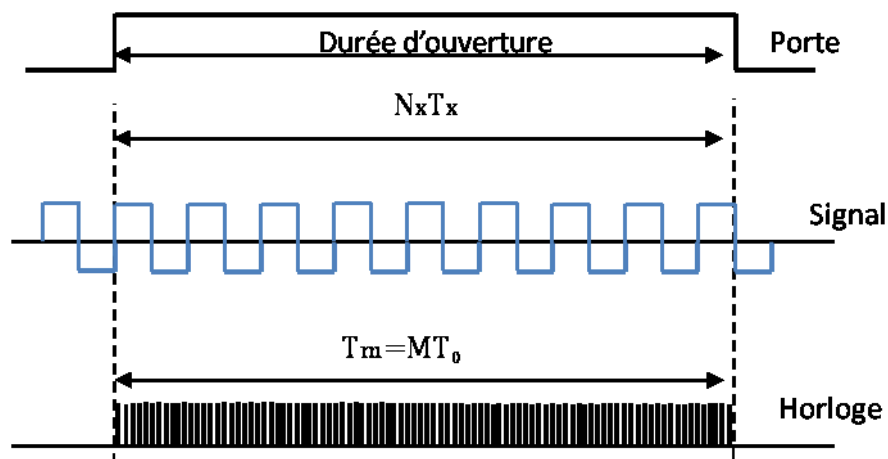 Durée d'ouverture
Porte
NxTx
Signal
Tm=MT₀
Horloge